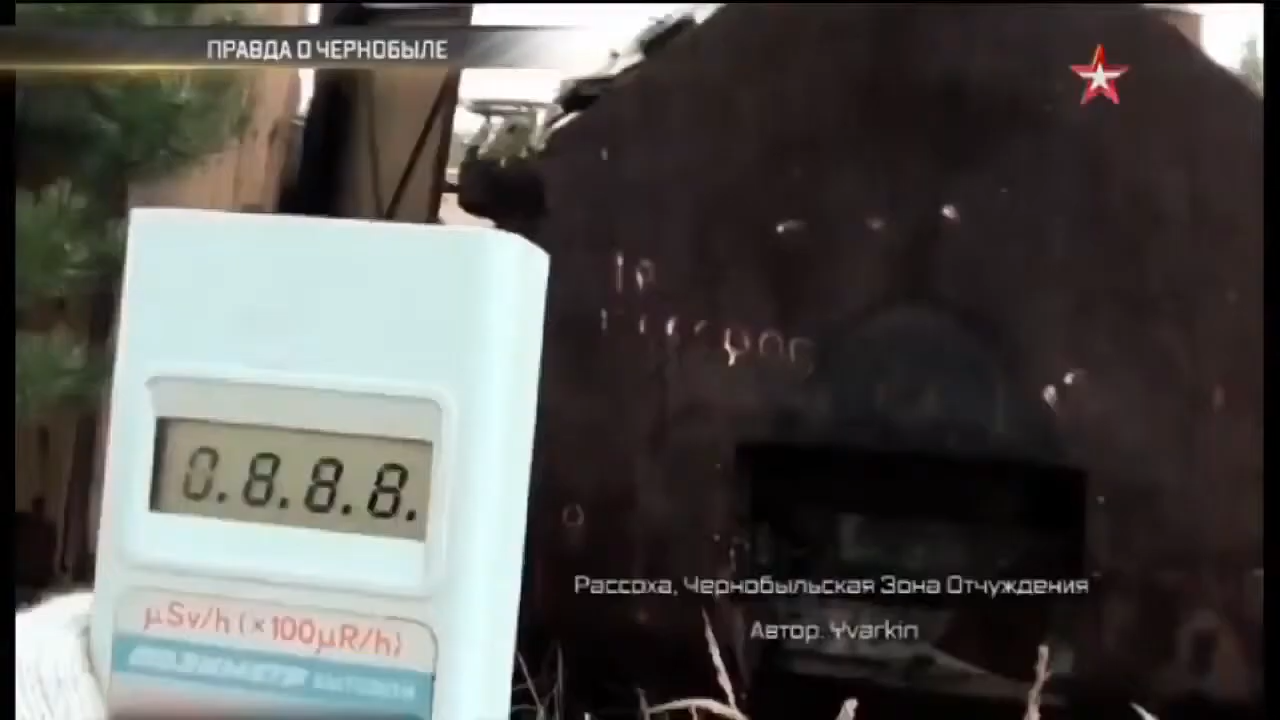 ПРАВДА О ЧЕРНОБЫЛЕ
0.8.8.8.
µSv/h (×100µR/h)
Рассоха, Чернобыльская Зона Отчуждения
Автор. Yvarkin